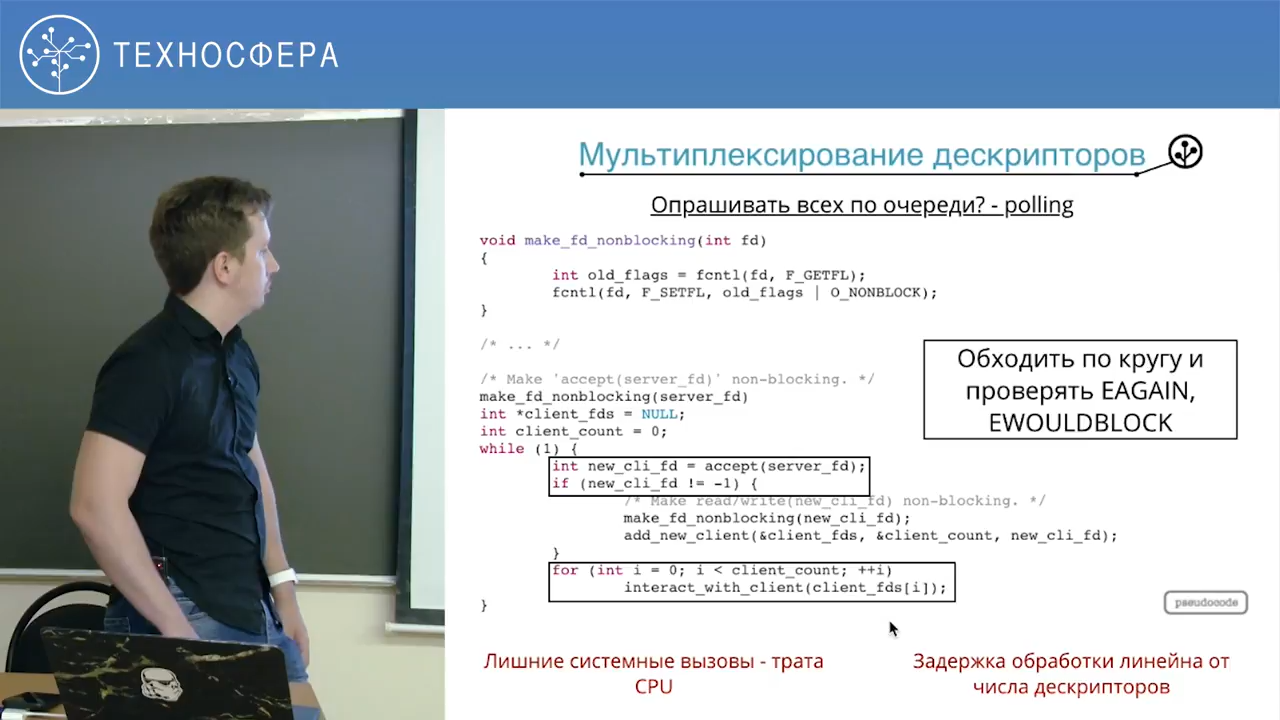 ТЕХНОСФЕРА
Мультиплексирование дескрипторов
Опрашивать всех по очереди? - polling
void make_fd_nonblocking(int fd)
{
int old_flags = fcntl(fd, F_GETFL);
fcntl(fd, F_SETFL, old_flags | O_NONBLOCK);
}
/* ... */
/* Make 'accept(server_fd)' non-blocking. */
make_fd_nonblocking(server_fd)
int *client_fds = NULL;
int client_count = 0;
while (1) {
int new_cli_fd = accept(server_fd);
if (new_cli_fd != -1) {
/* Make read/write(new_cli_fd) non-blocking. */
make_fd_nonblocking(new_cli_fd);
add_new_client(&client_fds, &client_count, new_cli_fd);
}
for (int i = 0; i < client_count; ++i)
interact_with_client(client_fds[i]);
}
Обходить по кругу и
проверять EAGAIN,
EWOULDBLOCK
pseudocode
Лишние системные вызовы - трата
CPU
Задержка обработки линейна от
числа дескрипторов